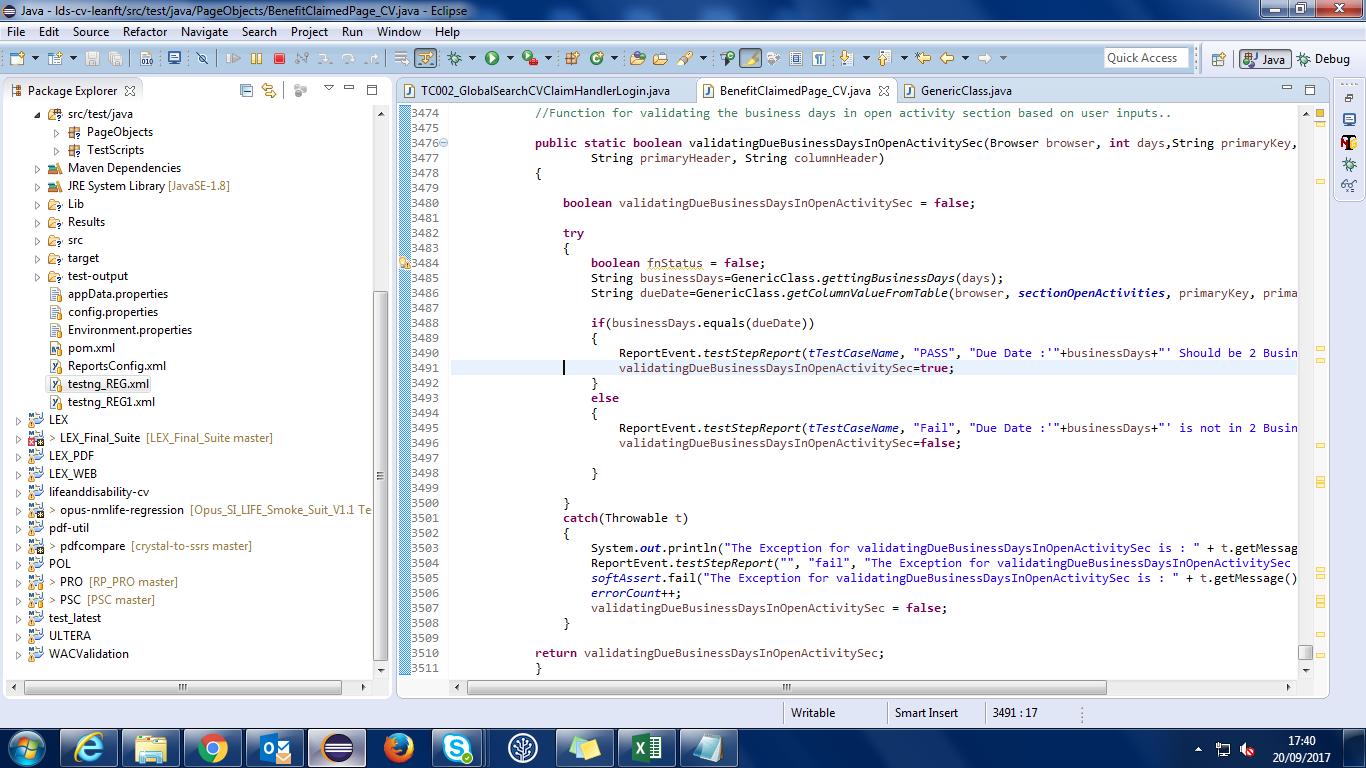 Java - lds-cv-leanft/src/test/java/PageObjects/BenefitClaimedPage_CV.java - Eclipse
File Edit Source Refactor Navigate Search Project Run Window Help
Quick Access Java Debug
Package Explorer
src/test/java
PageObjects
TestScripts
Maven Dependencies
JRE System Library [JavaSE-1.8]
Lib
Results
src
target
test-output
appData.properties
config.properties
Environment.properties
pom.xml
ReportsConfig.xml
testng_REG.xml
testng_REG1.xml
LEX
> LEX_Final_Suite [LEX_Final_Suite master]
LEX_PDF
LEX_WEB
lifeanddisability-cv
> opus-nmlife-regression [Opus_SI_LIFE_Smoke_Suit_V1.1 Te
pdf-util
> pdfcompare [crystal-to-ssrs master]
POL
> PRO [RP_PRO master]
> PSC [PSC master]
test_latest
ULTERA
WACValidation
TC002_GlobalSearchCVClaimHandlerLogin.java BenefitClaimedPage_CV.java GenericClass.java
3474 //Function for validating the business days in open activity section based on user inputs..
3475
3476 public static boolean validatingDueBusinessDaysInOpenActivitySec(Browser browser, int days,String primaryKey,
3477 String primaryHeader, String columnHeader)
3478 {
3479
3480 boolean validatingDueBusinessDaysInOpenActivitySec = false;
3481
3482 try
3483 {
3484 boolean fnStatus = false;
3485 String businessDays=GenericClass.gettingBusinessDays(days);
3486 String dueDate=GenericClass.getColumnValueFromTable(browser, sectionOpenActivities, primaryKey, prima
3487
3488 if(businessDays.equals(dueDate))
3489 {
3490 ReportEvent.testStepReport(tTestCaseName, "PASS", "Due Date :'"+businessDays+"' Should be 2 Busin
3491 validatingDueBusinessDaysInOpenActivitySec=true;
3492 }
3493 else
3494 {
3495 ReportEvent.testStepReport(tTestCaseName, "Fail", "Due Date :'"+businessDays+"' is not in 2 Busin
3496 validatingDueBusinessDaysInOpenActivitySec=false;
3497
3498 }
3499
3500 }
3501 catch(Throwable t)
3502 {
3503 System.out.println("The Exception for validatingDueBusinessDaysInOpenActivitySec is : " + t.getMessag
3504 ReportEvent.testStepReport("", "fail", "The Exception for validatingDueBusinessDaysInOpenActivitySec
3505 softAssert.fail("The Exception for validatingDueBusinessDaysInOpenActivitySec is : " + t.getMessage()
3506 errorCount++;
3507 validatingDueBusinessDaysInOpenActivitySec = false;
3508 }
3509
3510 return validatingDueBusinessDaysInOpenActivitySec;
3511 }
Writable Smart Insert 3491 : 17
17:40
20/09/2017